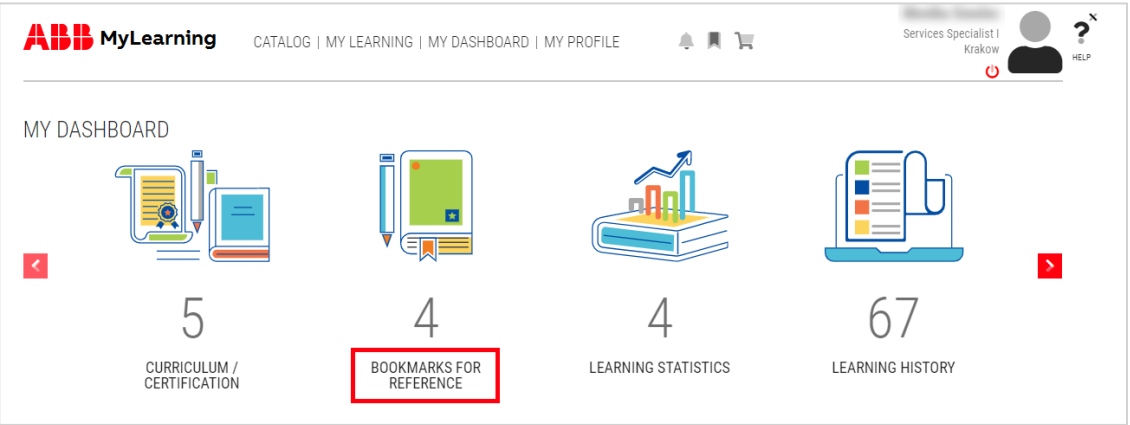 ABB MyLearning
CATALOG | MY LEARNING | MY DASHBOARD | MY PROFILE
Services Specialist I
Krakow
?
HELP
MY DASHBOARD
5
CURRICULUM /
CERTIFICATION
4
BOOKMARKS FOR
REFERENCE
4
LEARNING STATISTICS
67
LEARNING HISTORY